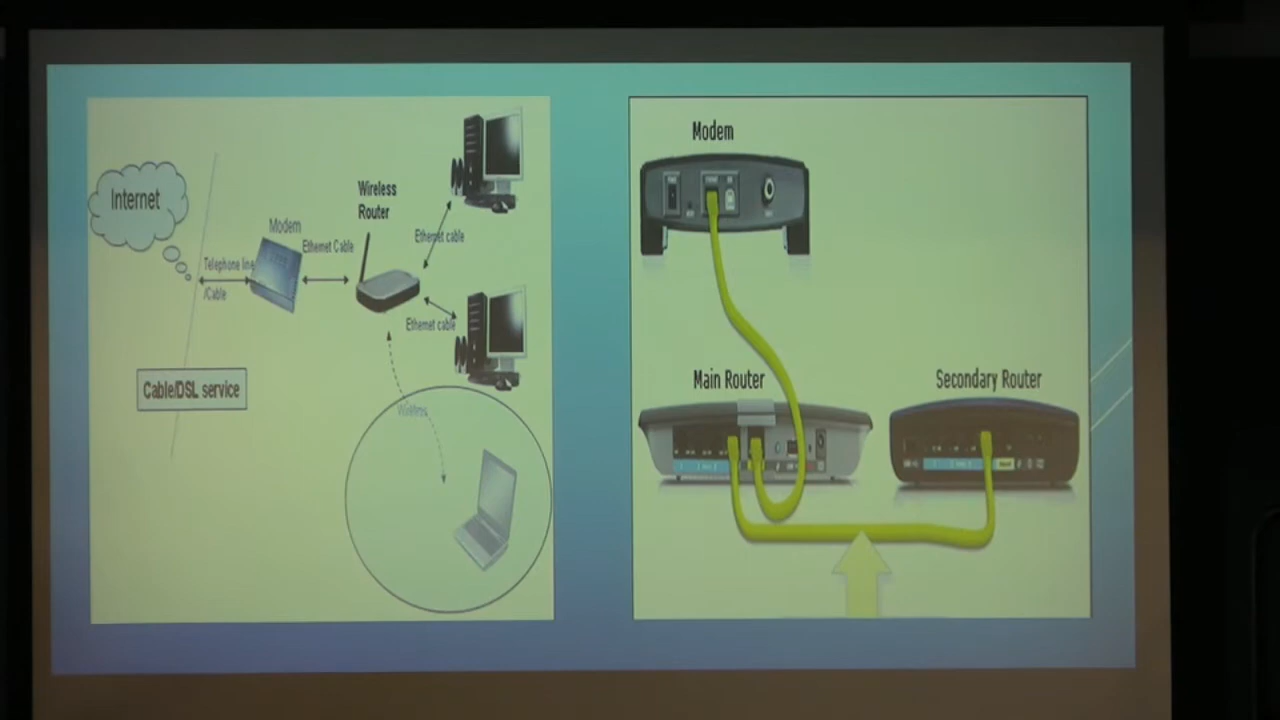 Internet
Telephone line
/Cable
Modem
Ethernet Cable
Wireless
Router
Ethernet cable
Ethernet cable
Wireless
Cable/DSL service
Modem
Main Router
Secondary Router